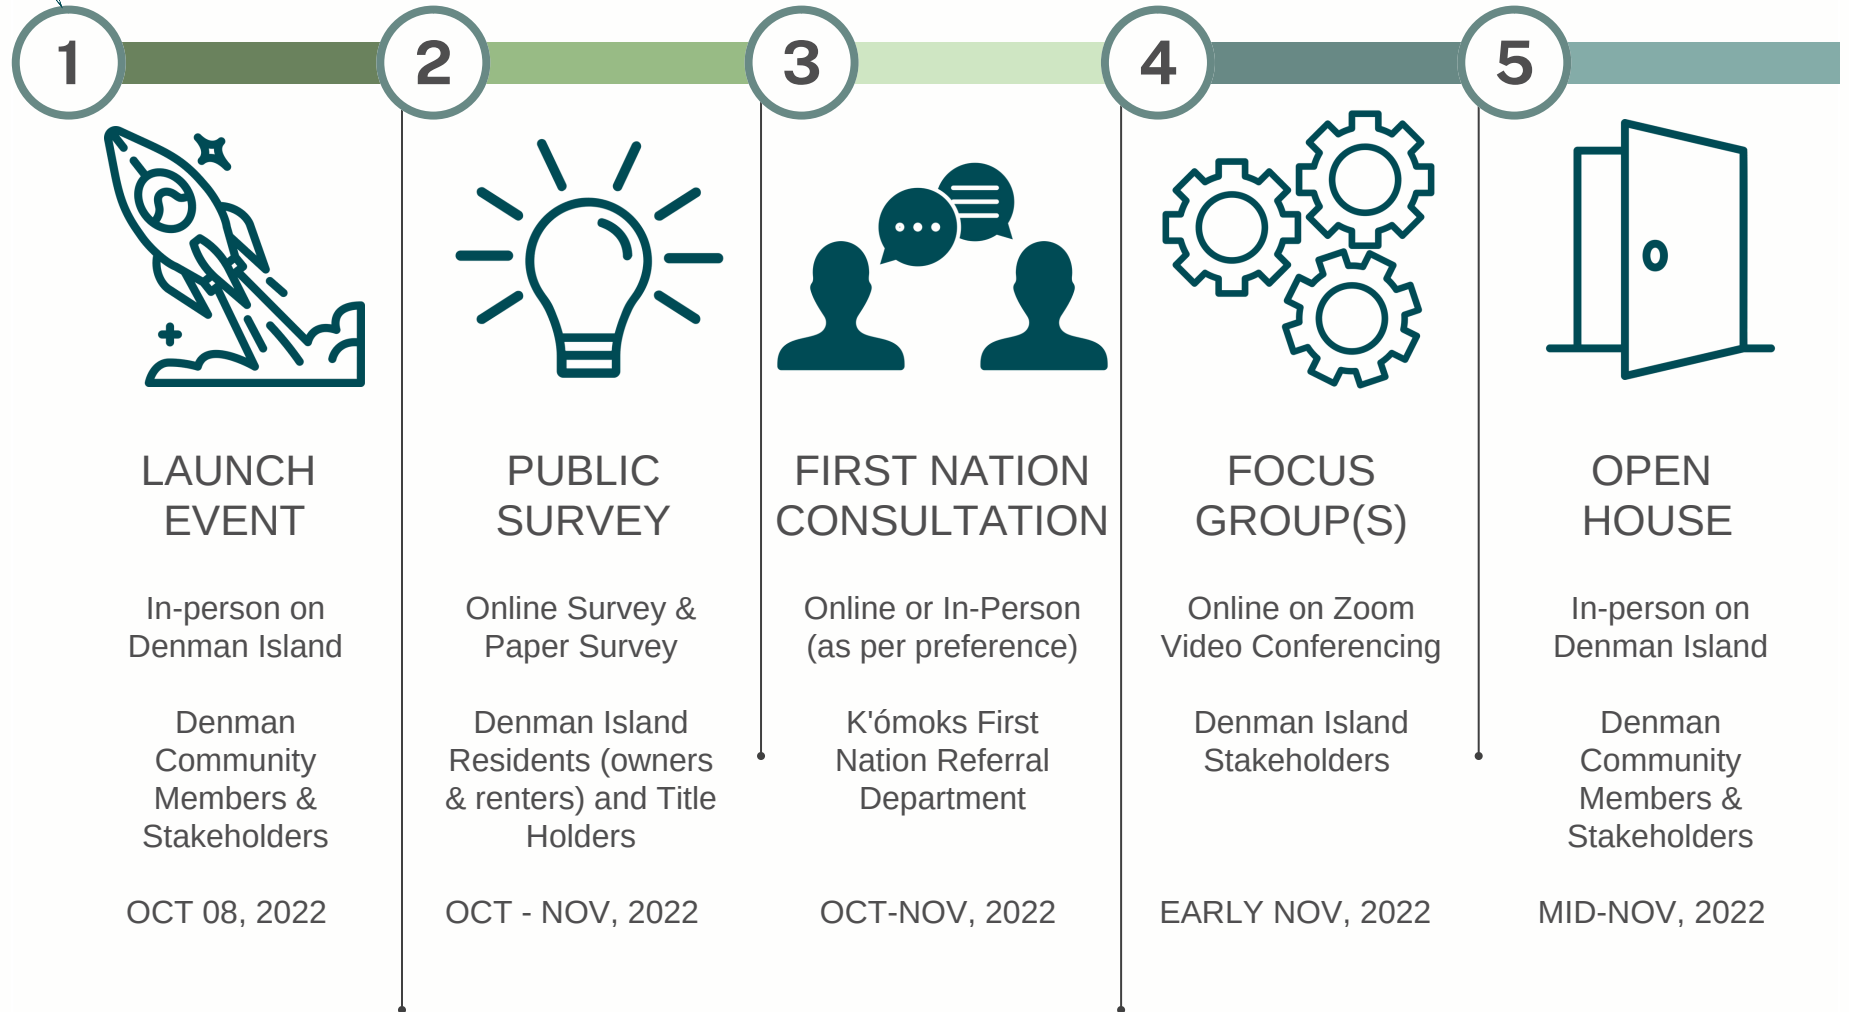 1
2
3
4
5
LAUNCH
EVENT
In-person on
Denman Island
Denman
Community
Members &
Stakeholders
OCT 08, 2022
PUBLIC
SURVEY
Online Survey &
Paper Survey
Denman Island
Residents (owners
& renters) and Title
Holders
OCT - NOV, 2022
FIRST NATION
CONSULTATION
Online or In-Person
(as per preference)
K'ómoks First
Nation Referral
Department
OCT-NOV, 2022
FOCUS
GROUP(S)
Online on Zoom
Video Conferencing
Denman Island
Stakeholders
EARLY NOV, 2022
OPEN
HOUSE
In-person on
Denman Island
Denman
Community
Members &
Stakeholders
MID-NOV, 2022